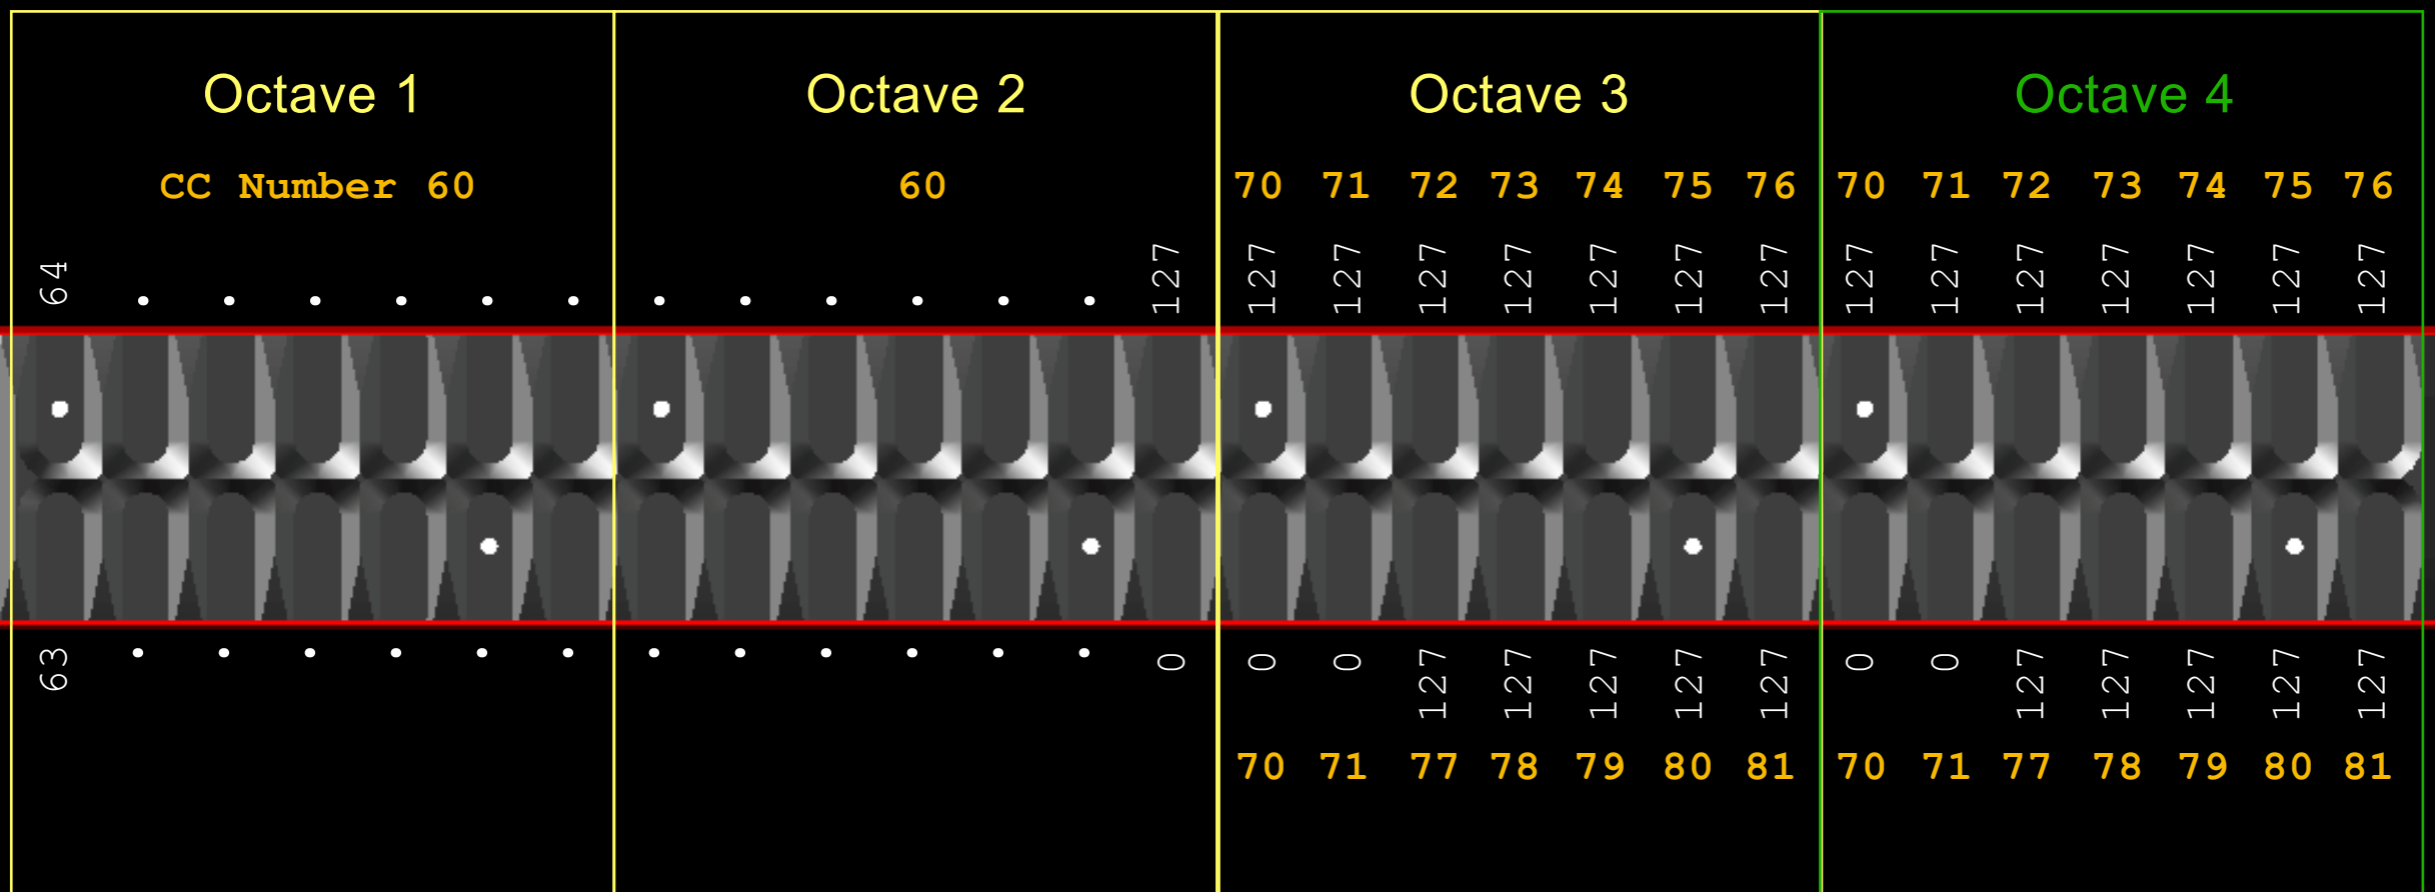 Octave 1 Octave 2 Octave 3 Octave 4
CC Number 60 60 70 71 72 73 74 75 76 70 71 72 73 74 75 76
64 127 127 127 127 127 127 127 127 127 127 127 127 127 127 127
63 0 0 0 127 127 127 127 127 0 0 127 127 127 127 127
70 71 77 78 79 80 81 70 71 77 78 79 80 81